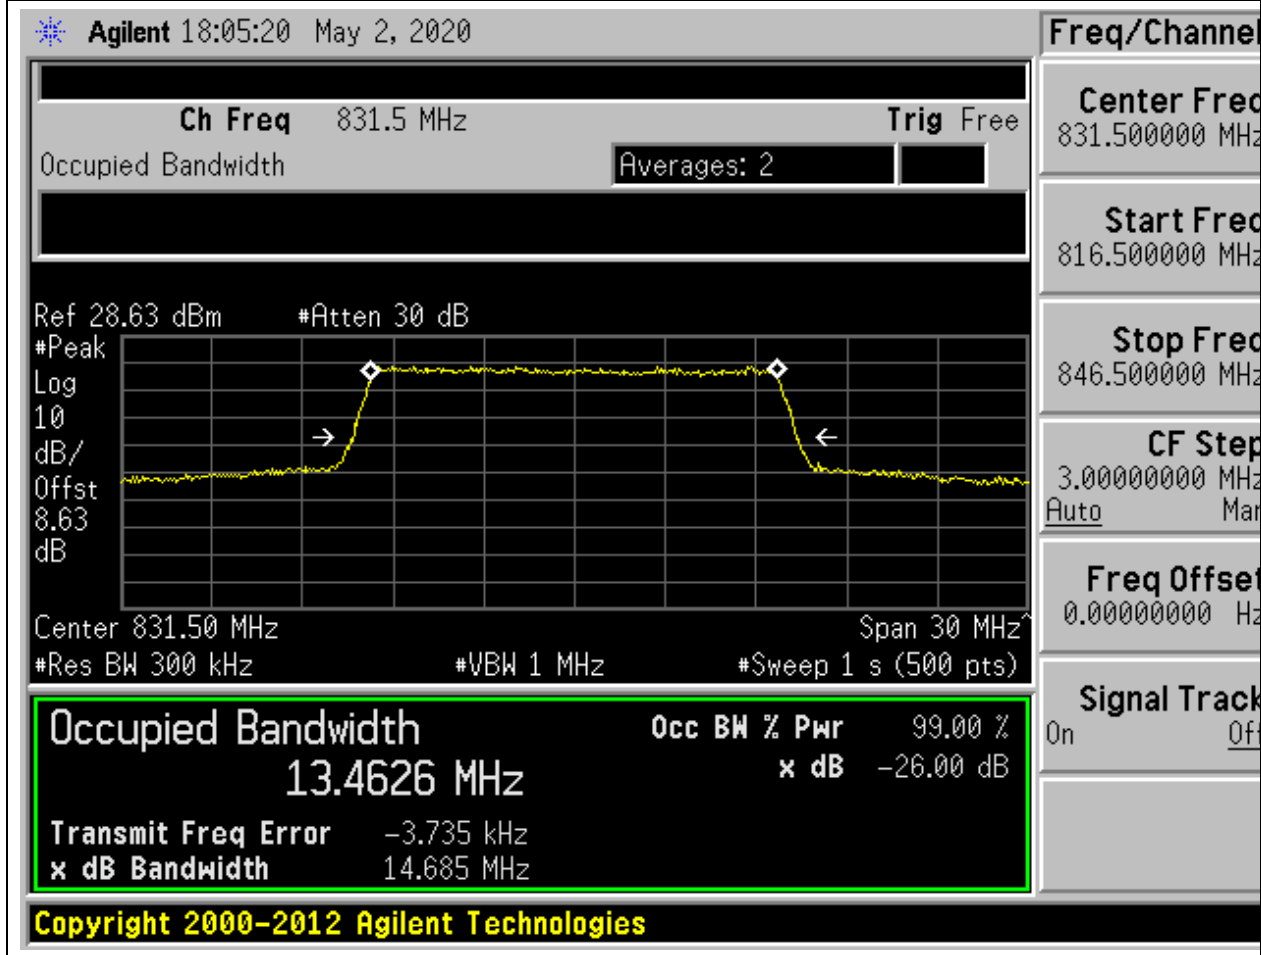 Agilent 18:05:20 May 2, 2020
Freq/Channel
Ch Freq 831.5 MHz Trig Free
Occupied Bandwidth Averages: 2
Center Freq
831.500000 MHz
Start Freq
816.500000 MHz
Stop Freq
846.500000 MHz
CF Step
3.00000000 MHz
Auto Man
Freq Offset
0.00000000 Hz
Signal Track
On Off
Ref 28.63 dBm #Atten 30 dB
#Peak
Log
10
dB/
Offst
8.63
dB
Center 831.50 MHz Span 30 MHz^
#Res BW 300 kHz #VBW 1 MHz #Sweep 1 s (500 pts)
Occupied Bandwidth Occ BW % Pwr 99.00 %
13.4626 MHz x dB -26.00 dB
Transmit Freq Error -3.735 kHz
x dB Bandwidth 14.685 MHz
Copyright 2000-2012 Agilent Technologies